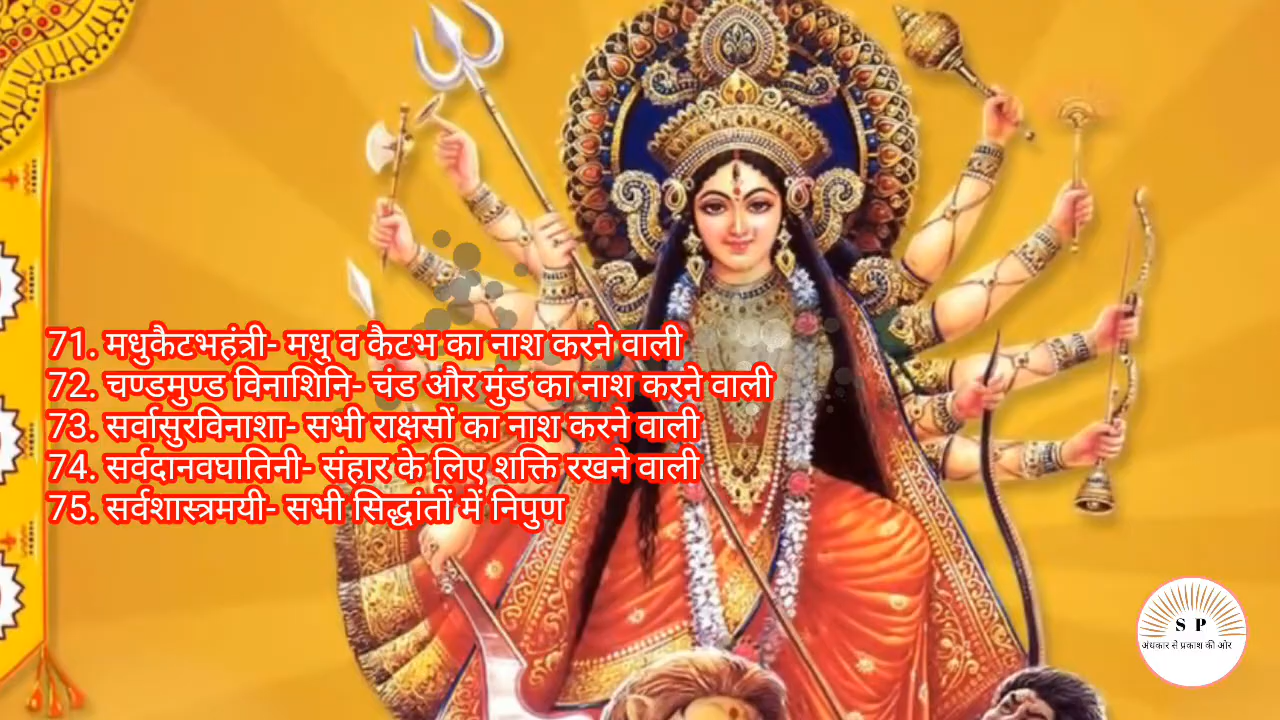 71. मधुकैटभहंत्री- मधु व कैटभ का नाश करने वाली
72. चण्डमुण्ड विनाशिनि- चंड और मुंड का नाश करने वाली
73. सर्वासुरविनाशा- सभी राक्षसों का नाश करने वाली
74. सर्वदानवघातिनी- संहार के लिए शक्ति रखने वाली
75. सर्वशास्त्रमयी- सभी सिद्धांतों में निपुण
S P
अंधकार से प्रकाश की ओर